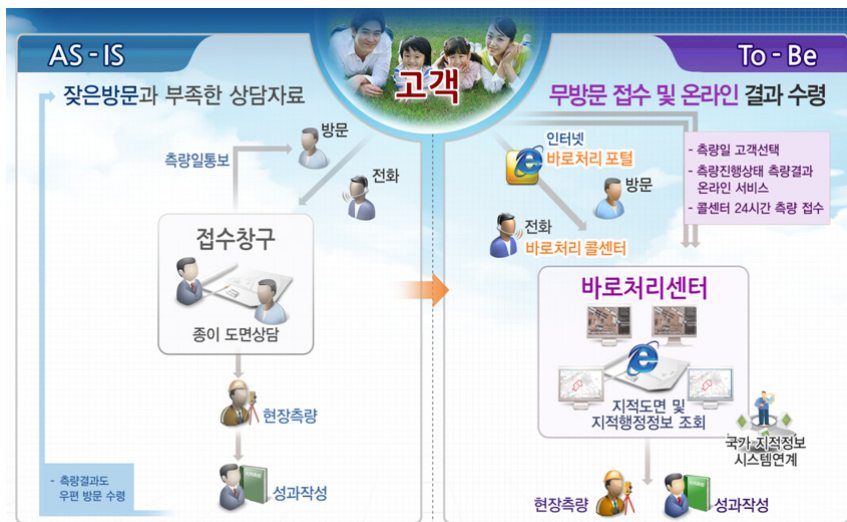 AS - IS
고객
To - Be
잦은방문과 부족한 상담자료
방문
측량일통보
전화
접수창구
종이 도면상담
현장측량
- 측량결과도
우편 방문 수령
성과작성
무방문 접수 및 온라인 결과 수령
인터넷
바로처리 포털
방문
전화
바로처리 콜센터
- 측량일 고객선택
- 측량진행상태 측량결과
온라인 서비스
- 콜센터 24시간 측량 접수
바로처리센터
지적도면 및
지적행정정보 조회
국가 지적정보
시스템연계
현장측량
성과작성